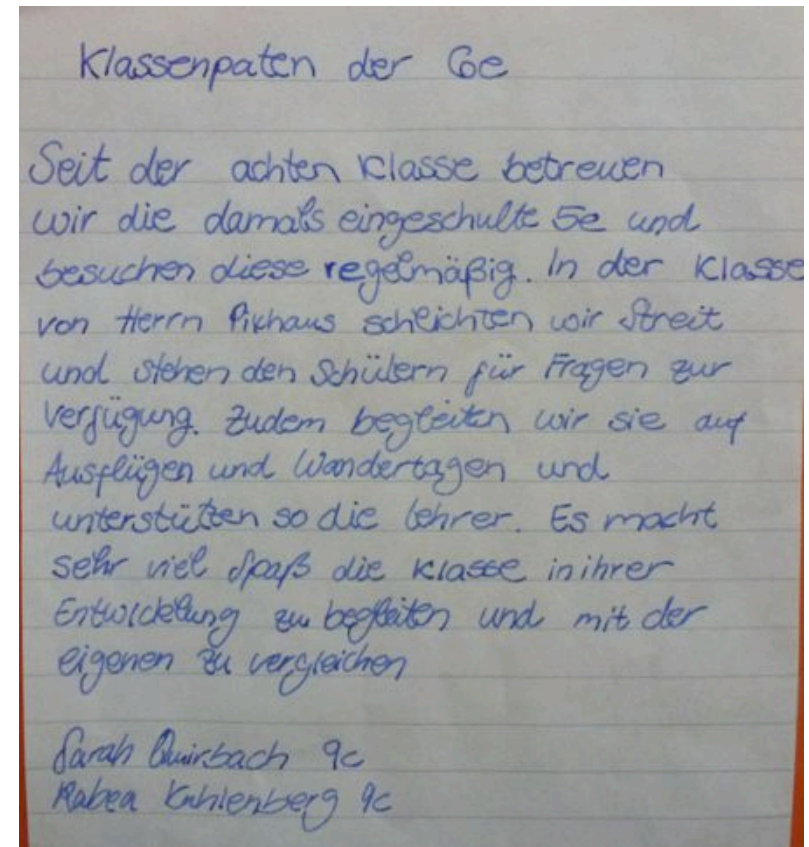 Klassenpaten der 6e
Seit der achten Klasse betreuen
wir die damals eingeschulte 5e und
besuchen diese regelmäßig. In der Klasse
von Herrn Pikhaus schlichten wir Streit
und stehen den Schülern für Fragen zur
Verfügung. Zudem begleiten wir sie auf
Ausflügen und Wandertagen und
unterstützen so die Lehrer. Es macht
sehr viel Spaß die Klasse in ihrer
Entwickelung zu begleiten und mit der
eigenen zu vergleichen
Sarah Quirbach 9c
Rabea Kuhlenberg 9c